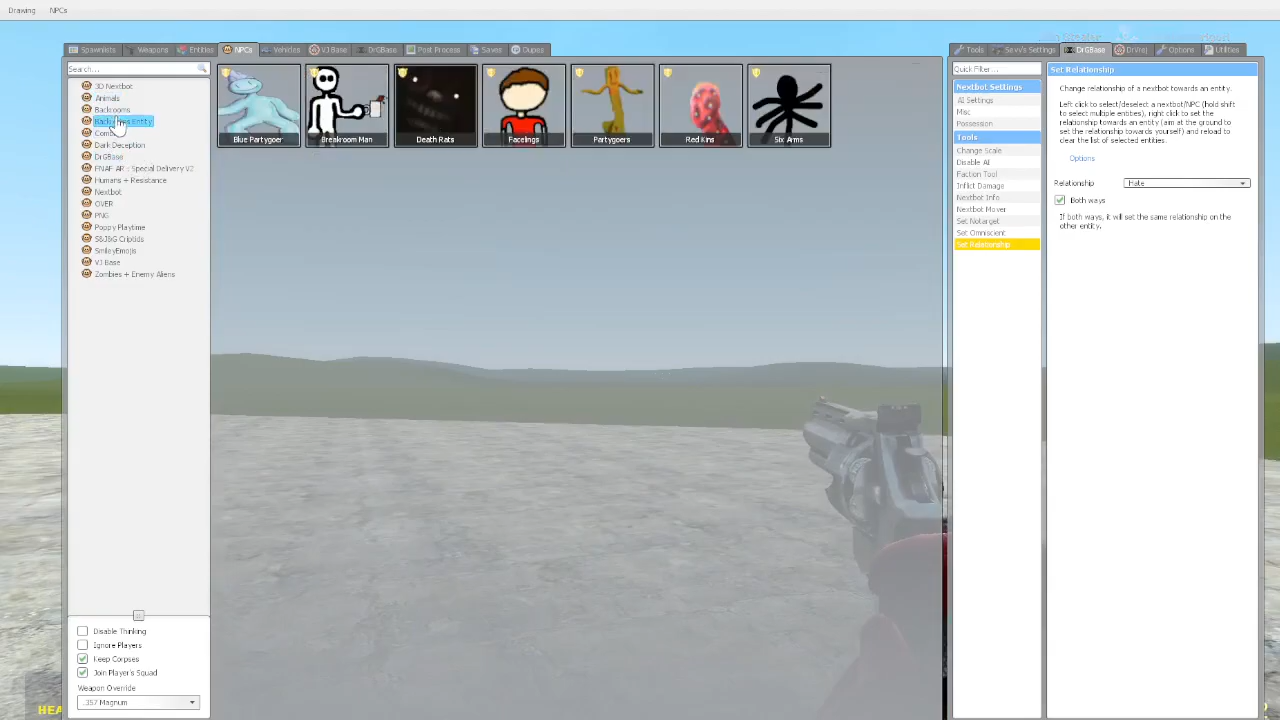 Drawing NPCs
Spawnlists Weapons Entities NPCs Vehicles VJ Base DrGBase Post Process Saves Dupes
Search...
3D Nextbot
Animals
Backrooms
Dark Deception
DrGBase
FNAF AR : Special Delivery V2
Humans + Resistance
Nextbot
OVER
PNG
Poppy Playtime
SmileyEmojis
VJ Base
Zombies + Enemy Aliens
Blue Partygoer Breakroom Man Death Rats Facelings Partygoers Red Kins Six Arms
Disable Thinking
Ignore Players
Keep Corpses
Join Player's Squad
Weapon Override
.357 Magnum
Tools Savv's Settings DrGBase Options Utilities
Quick Filter...
Nextbot Settings
AI Settings
Misc
Possession
Tools
Change Scale
Disable AI
Faction Tool
Inflict Damage
Nextbot Info
Nextbot Mover
Set Notarget
Set Omniscient
Set Relationship
Set Relationship
Change relationship of a nextbot towards an entity.
Left click to select/deselect a nextbot/NPC (hold shift
to select multiple entities), right click to set the
relationship towards an entity (aim at the ground to
set the relationship towards yourself) and reload to
clear the list of selected entities.
Options
Relationship Hate
Both ways
If both ways, it will set the same relationship on the
other entity.